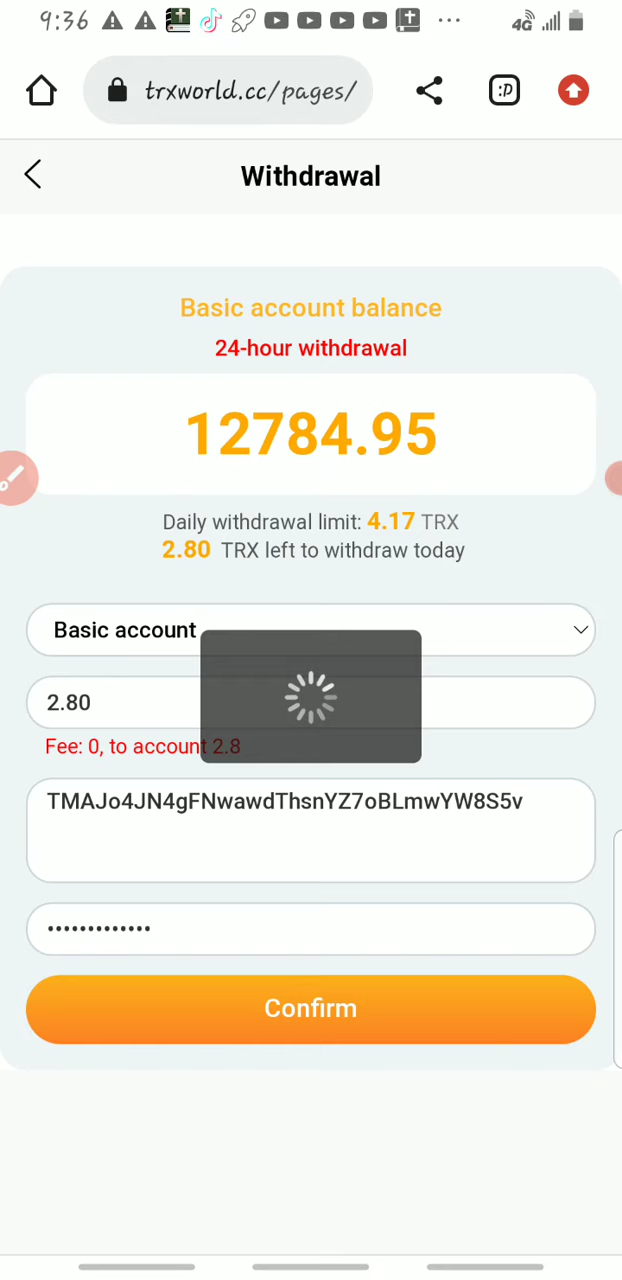 9:36
4G
trxworld.cc/pages/
:D
Withdrawal
Basic account balance
24-hour withdrawal
12784.95
Daily withdrawal limit: 4.17 TRX
2.80 TRX left to withdraw today
Basic account
2.80
Fee: 0, to account 2.8
TMAJo4JN4gFNwawdThsnYZ7oBLmwYW8S5v
•••••••••••••
Confirm